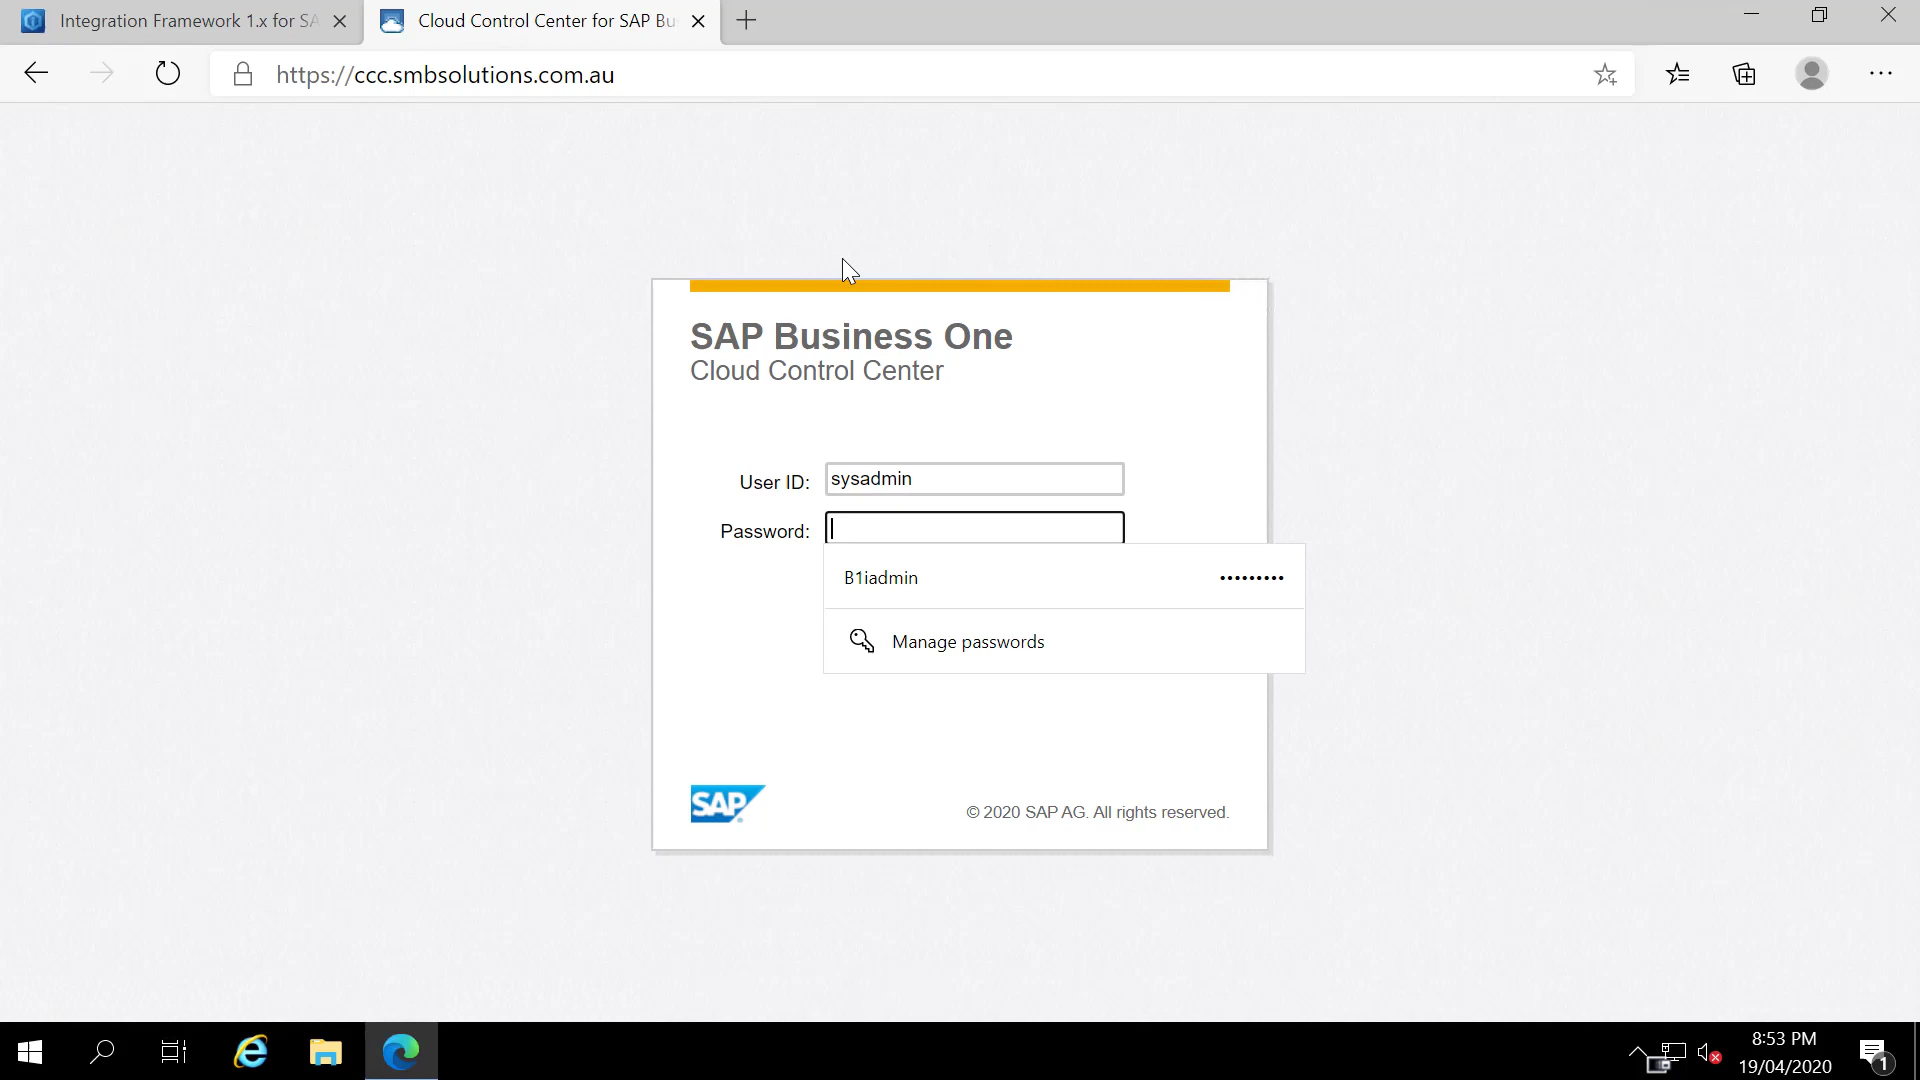 Integration Framework 1.x for SA
Cloud Control Center for SAP Bu
https://ccc.smbsolutions.com.au
SAP Business One
Cloud Control Center
User ID: sysadmin
Password:
B1iadmin •••••••••
Manage passwords
SAP
© 2020 SAP AG. All rights reserved.
8:53 PM
19/04/2020
1